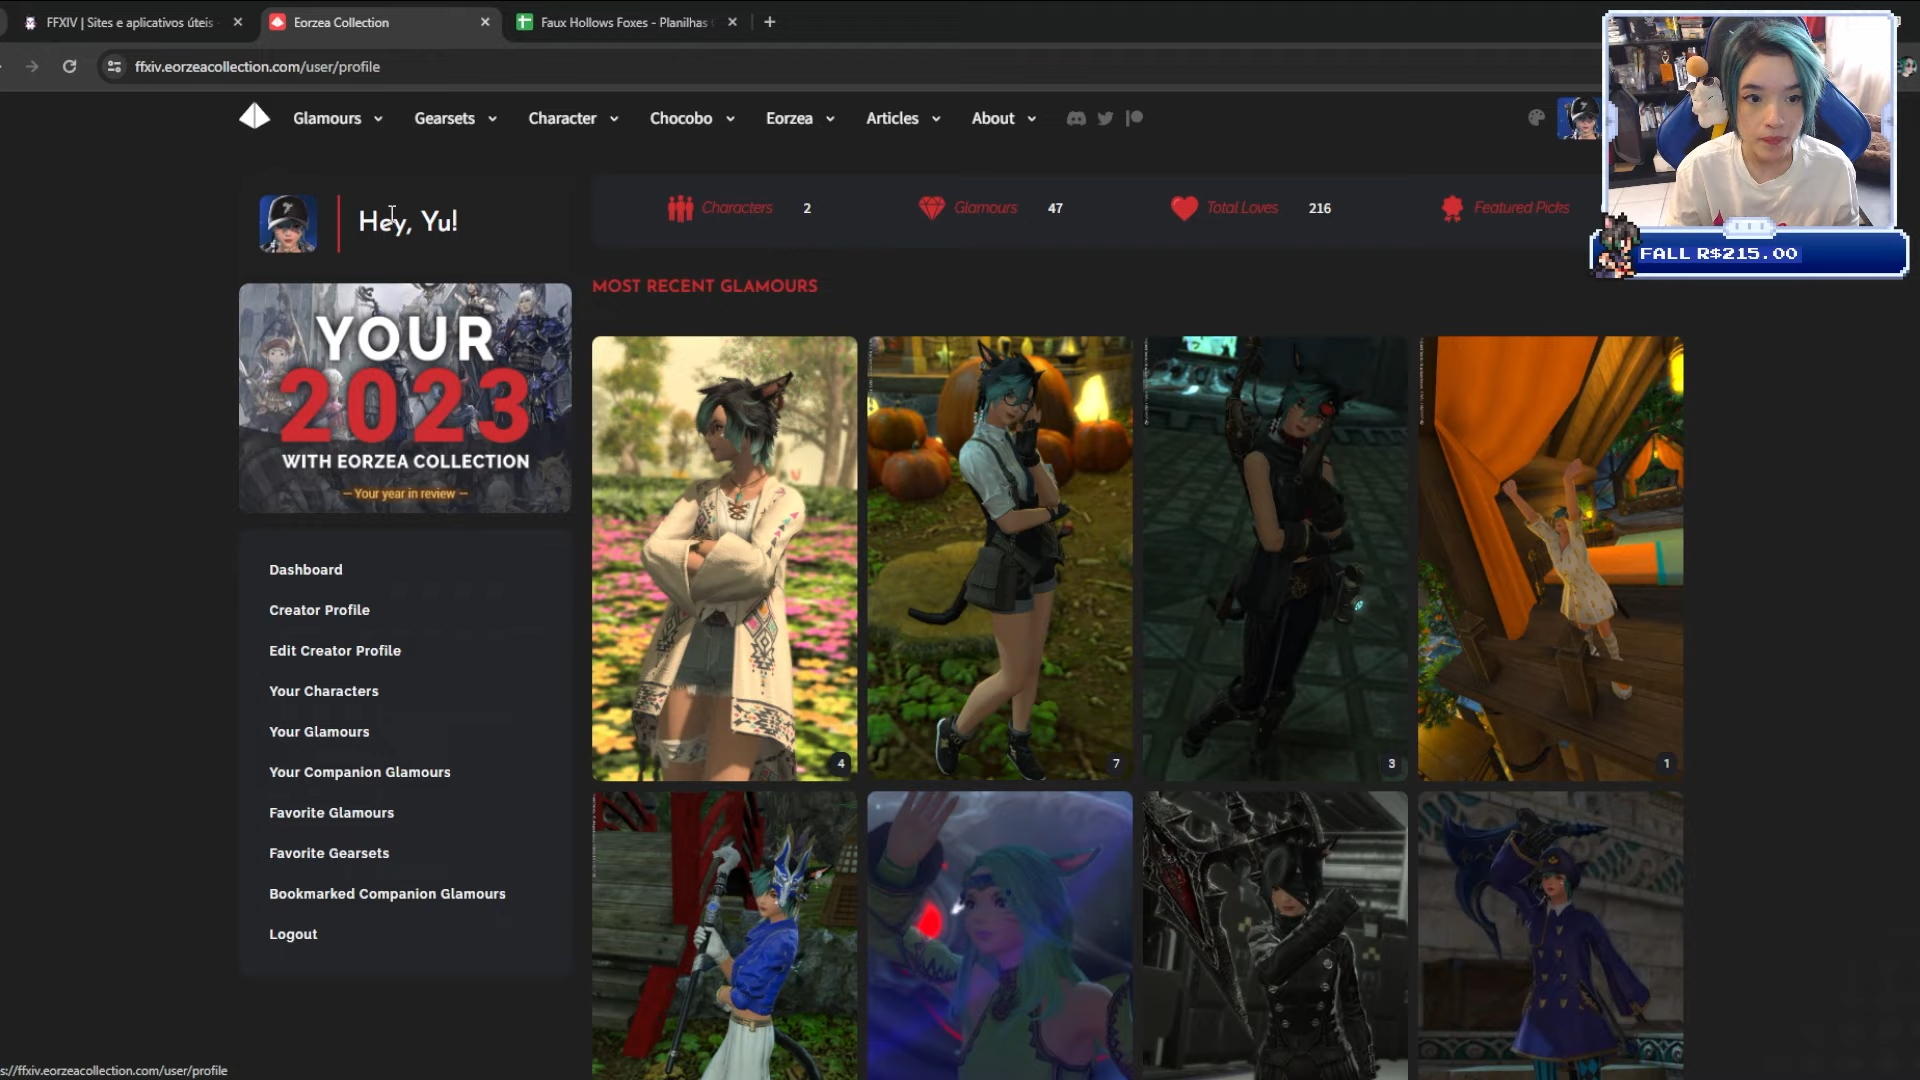 FFXIV | Sites e aplicativos úteis
Eorzea Collection
Faux Hollows Foxes - Planilhas
ffxiv.eorzeacollection.com/user/profile
Glamours
Gearsets
Character
Chocobo
Eorzea
Articles
About
Hey, Yu!
Characters 2
Glamours 47
Total Loves 216
Featured Picks
FALL R$215.00
YOUR
2023
WITH EORZEA COLLECTION
— Your year in review —
MOST RECENT GLAMOURS
4
7
3
1
Dashboard
Creator Profile
Edit Creator Profile
Your Characters
Your Glamours
Your Companion Glamours
Favorite Glamours
Favorite Gearsets
Bookmarked Companion Glamours
Logout
s://ffxiv.eorzeacollection.com/user/profile